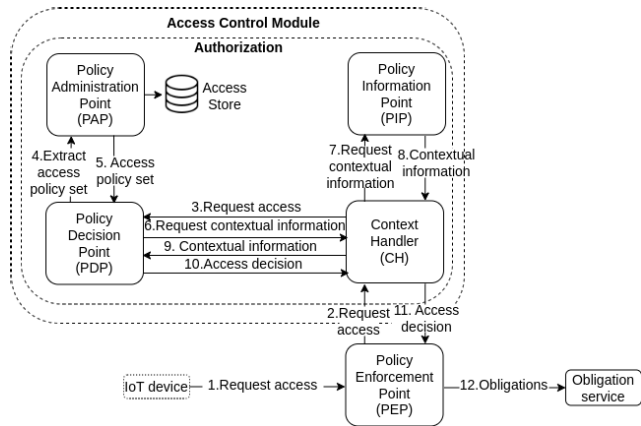 Access Control Module
Authorization
Policy
Administration
Point
(PAP)
Access
Store
Policy
Information
Point
(PIP)
4.Extract
access
policy set
5. Access
policy set
7.Request
contextual
information
8.Contextual
information
3.Request access
6.Request contextual information
9. Contextual information
10.Access decision
Policy
Decision
Point
(PDP)
Context
Handler
(CH)
2.Request
access
11. Access
decision
IoT device
1.Request access
Policy
Enforcement
Point
(PEP)
12.Obligations
Obligation
service